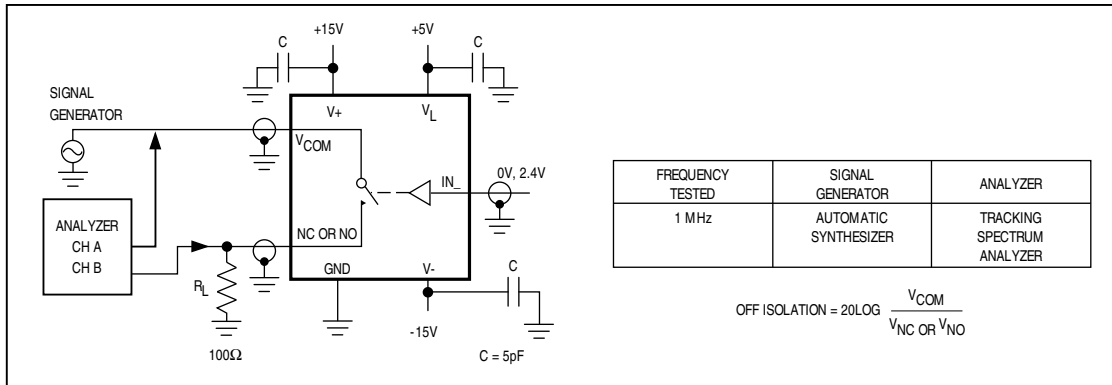 +15V
+5V
C
C
SIGNAL
GENERATOR
V+
VL
VCOM
IN_
0V, 2.4V
ANALYZER
CH A
CH B
NC OR NO
GND
V-
C
RL
-15V
100Ω
C = 5pF
FREQUENCY TESTED
SIGNAL GENERATOR
ANALYZER
1 MHz
AUTOMATIC SYNTHESIZER
TRACKING SPECTRUM ANALYZER
OFF ISOLATION = 20LOG VCOM / VNC OR VNO